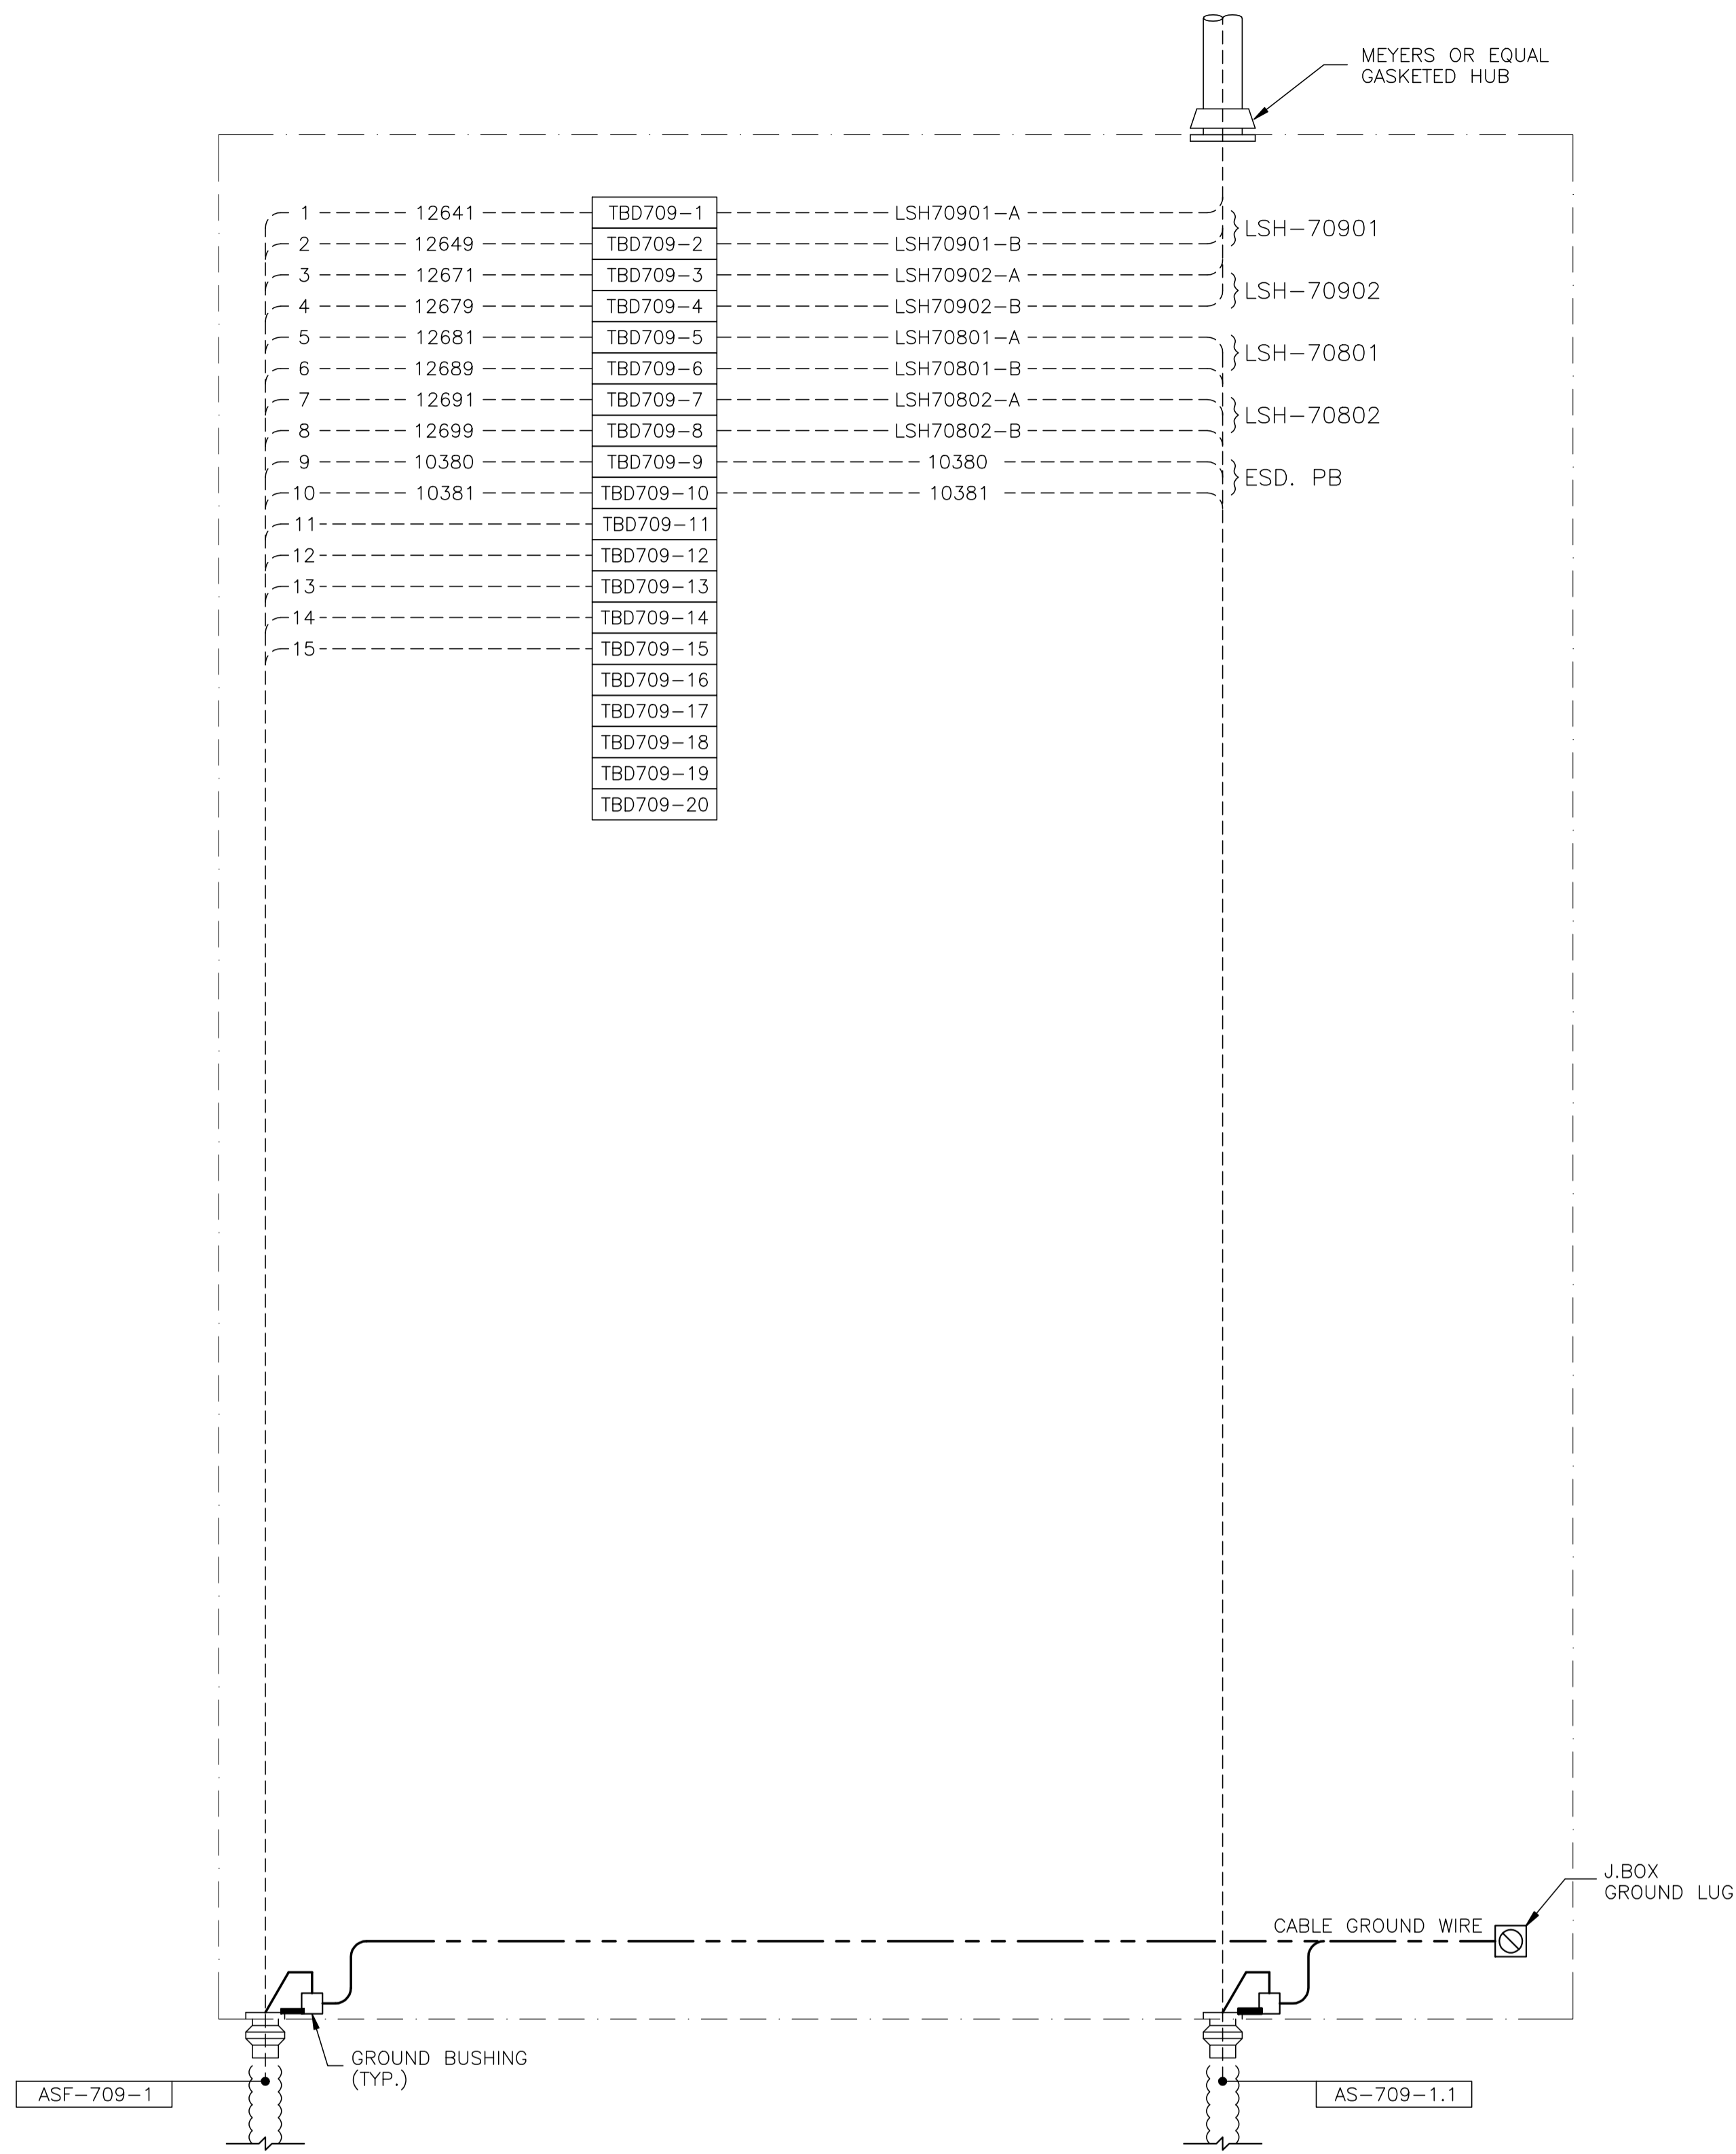 MEYERS OR EQUAL
GASKETED HUB
1 12641 TBD709-1 LSH70901-A
LSH-70901
2 12649 TBD709-2 LSH70901-B
3 12671 TBD709-3 LSH70902-A
LSH-70902
4 12679 TBD709-4 LSH70902-B
5 12681 TBD709-5 LSH70801-A
LSH-70801
6 12689 TBD709-6 LSH70801-B
7 12691 TBD709-7 LSH70802-A
LSH-70802
8 12699 TBD709-8 LSH70802-B
9 10380 TBD709-9 10380
ESD. PB
10 10381 TBD709-10 10381
11 TBD709-11
12 TBD709-12
13 TBD709-13
14 TBD709-14
15 TBD709-15
TBD709-16
TBD709-17
TBD709-18
TBD709-19
TBD709-20
J.BOX
GROUND LUG
CABLE GROUND WIRE
GROUND BUSHING
(TYP.)
ASF-709-1
AS-709-1.1